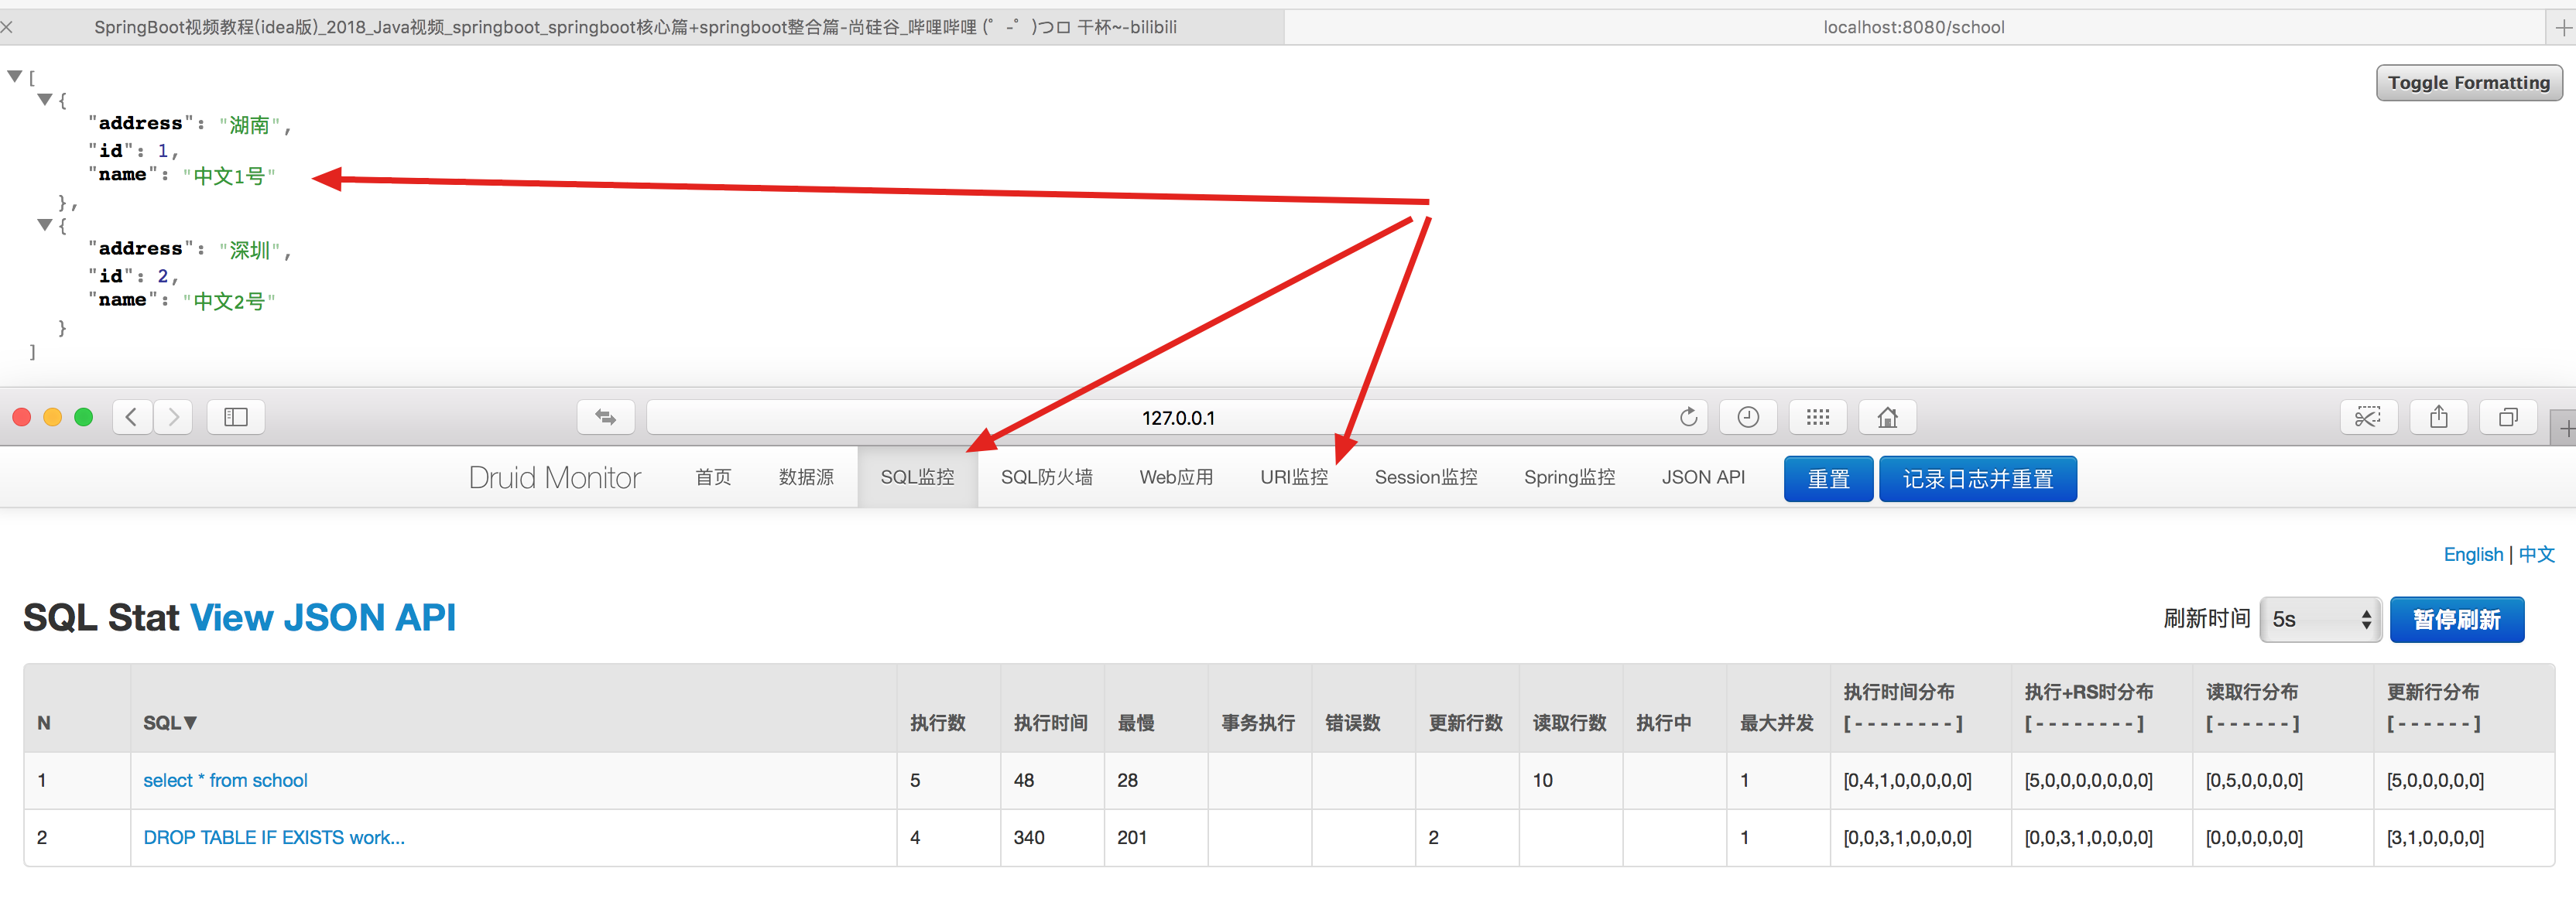 SpringBoot视频教程(idea版)_2018_Java视频_springboot_springboot核心篇+springboot整合篇-尚硅谷_哔哩哔哩 (゜-゜)つロ 干杯~-bilibili
localhost:8080/school
[
Toggle Formatting
{
"address": "湖南",
"id": 1,
"name": "中文1号"
},
{
"address": "深圳",
"id": 2,
"name": "中文2号"
}
]
127.0.0.1
Druid Monitor 首页 数据源 SQL监控 SQL防火墙 Web应用 URI监控 Session监控 Spring监控 JSON API 重置 记录日志并重置
English | 中文
SQL Stat View JSON API 刷新时间 5s 暂停刷新
N SQL▼ 执行数 执行时间 最慢 事务执行 错误数 更新行数 读取行数 执行中 最大并发 执行时间分布 [ - - - - - - - - ] 执行+RS时分布 [ - - - - - - - - ] 读取行分布 [ - - - - - - ] 更新行分布 [ - - - - - - ]
1 select * from school 5 48 28 10 1 [0,4,1,0,0,0,0,0] [5,0,0,0,0,0,0,0] [0,5,0,0,0,0] [5,0,0,0,0,0]
2 DROP TABLE IF EXISTS work... 4 340 201 2 1 [0,0,3,1,0,0,0,0] [0,0,3,1,0,0,0,0] [0,0,0,0,0,0] [3,1,0,0,0,0]